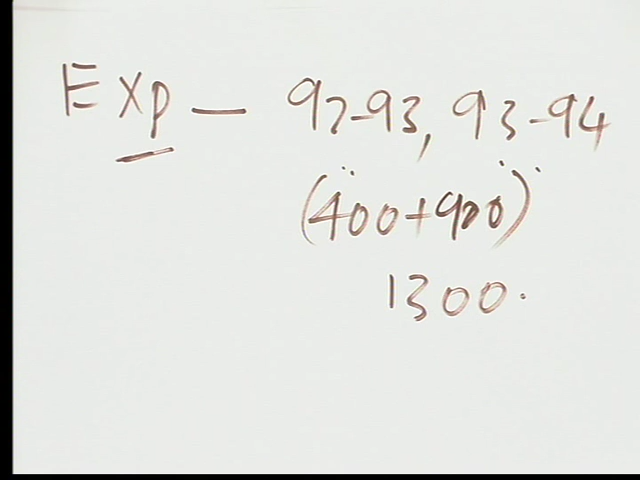 Exp – 92-93, 93-94
(400+900)
1300.